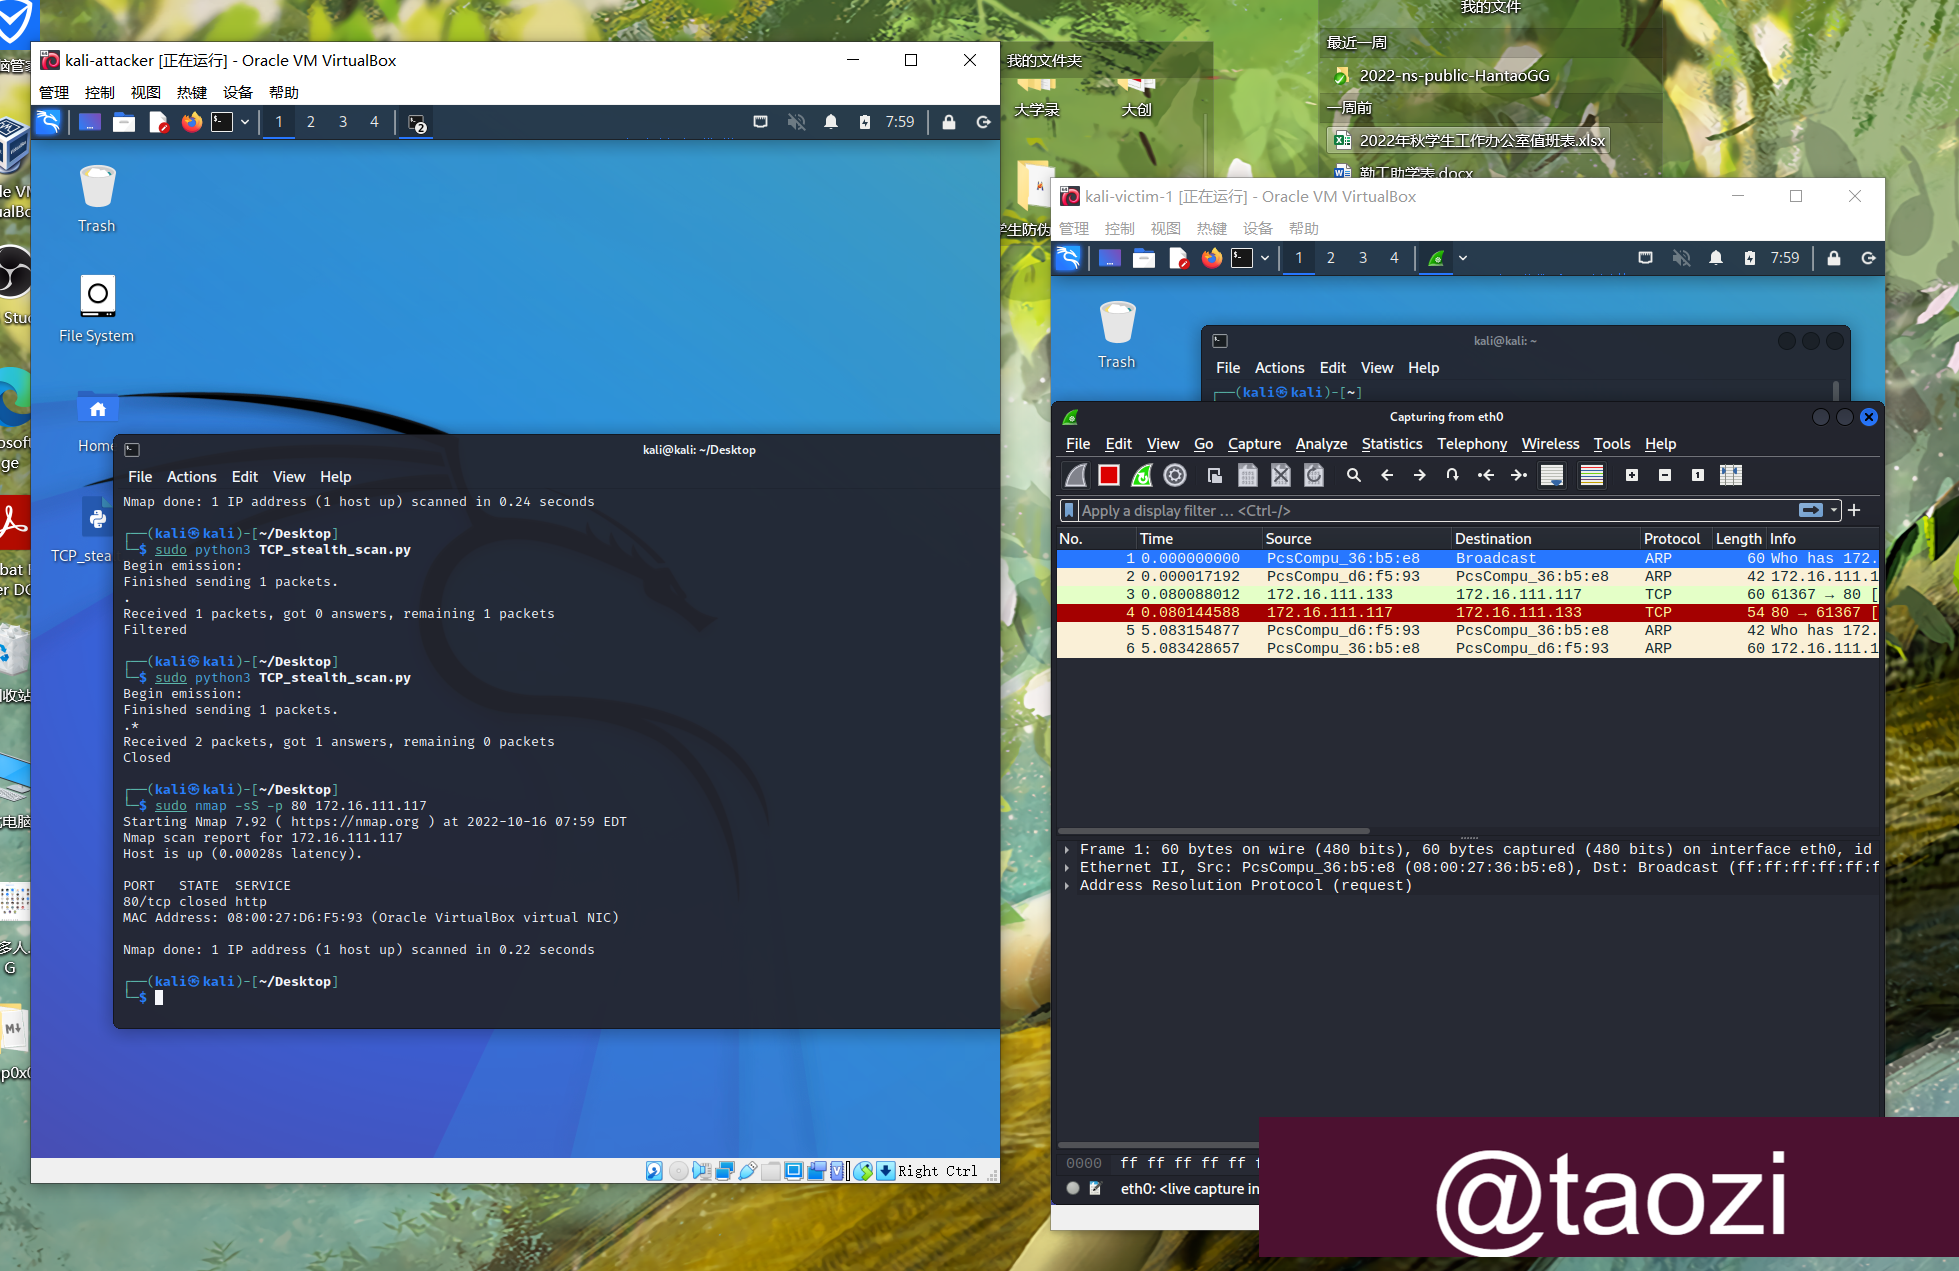 kali-attacker [正在运行] - Oracle VM VirtualBox
管理 控制 视图 热键 设备 帮助
1 2 3 4 2 7:59
Trash
File System
Home
TCP_stea
kali@kali: ~/Desktop
File Actions Edit View Help
Nmap done: 1 IP address (1 host up) scanned in 0.24 seconds
┌──(kali㉿kali)-[~/Desktop]
└─$ sudo python3 TCP_stealth_scan.py
Begin emission:
Finished sending 1 packets.
.
Received 1 packets, got 0 answers, remaining 1 packets
Filtered
┌──(kali㉿kali)-[~/Desktop]
└─$ sudo python3 TCP_stealth_scan.py
Begin emission:
Finished sending 1 packets.
.*
Received 2 packets, got 1 answers, remaining 0 packets
Closed
┌──(kali㉿kali)-[~/Desktop]
└─$ sudo nmap -sS -p 80 172.16.111.117
Starting Nmap 7.92 ( https://nmap.org ) at 2022-10-16 07:59 EDT
Nmap scan report for 172.16.111.117
Host is up (0.00028s latency).
PORT STATE SERVICE
80/tcp closed http
MAC Address: 08:00:27:D6:F5:93 (Oracle VirtualBox virtual NIC)
Nmap done: 1 IP address (1 host up) scanned in 0.22 seconds
┌──(kali㉿kali)-[~/Desktop]
└─$
Right Ctrl
我的文件夹
大学录 大创
学生防伪
我的文件
最近一周
2022-ns-public-HantaoGG
一周前
2022年秋学生工作办公室值班表.xlsx
勤工助学表.docx
kali-victim-1 [正在运行] - Oracle VM VirtualBox
管理 控制 视图 热键 设备 帮助
1 2 3 4 7:59
Trash
kali@kali: ~
File Actions Edit View Help
┌──(kali㉿kali)-[~]
Capturing from eth0
File Edit View Go Capture Analyze Statistics Telephony Wireless Tools Help
Apply a display filter … <Ctrl-/>
No. Time Source Destination Protocol Length Info
1 0.000000000 PcsCompu_36:b5:e8 Broadcast ARP 60 Who has 172.
2 0.000017192 PcsCompu_d6:f5:93 PcsCompu_36:b5:e8 ARP 42 172.16.111.1
3 0.080088012 172.16.111.133 172.16.111.117 TCP 60 61367 → 80 [
4 0.080144588 172.16.111.117 172.16.111.133 TCP 54 80 → 61367 [
5 5.083154877 PcsCompu_d6:f5:93 PcsCompu_36:b5:e8 ARP 42 Who has 172.
6 5.083428657 PcsCompu_36:b5:e8 PcsCompu_d6:f5:93 ARP 60 172.16.111.1
Frame 1: 60 bytes on wire (480 bits), 60 bytes captured (480 bits) on interface eth0, id
Ethernet II, Src: PcsCompu_36:b5:e8 (08:00:27:36:b5:e8), Dst: Broadcast (ff:ff:ff:ff:ff:f
Address Resolution Protocol (request)
0000 ff ff ff ff ff f
eth0: <live capture in
@taozi